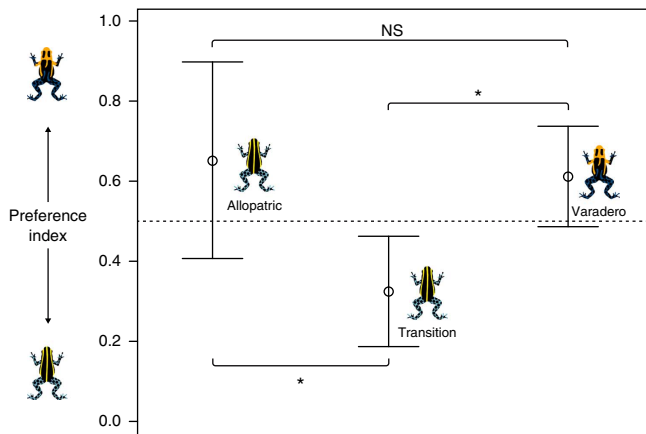 1.0
NS
0.8
*
0.6
Preference
index
Allopatric
Varadero
0.4
Transition
0.2
*
0.0